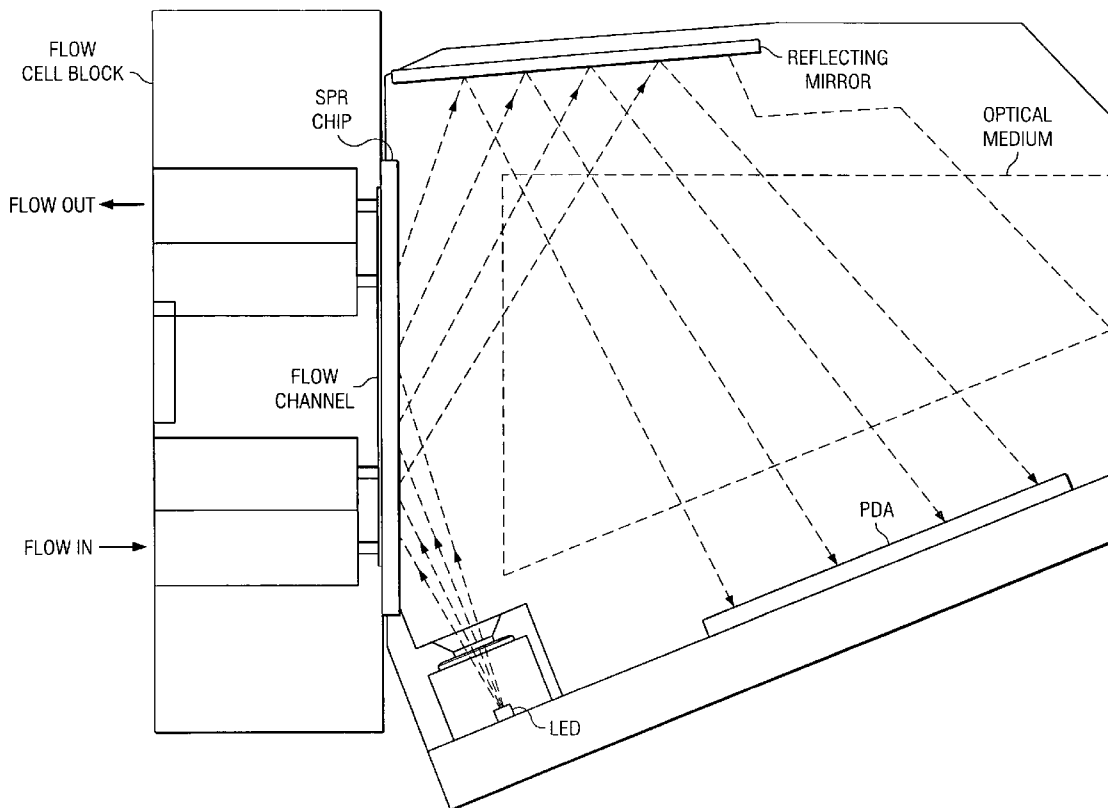 FLOW
CELL BLOCK
SPR
CHIP
REFLECTING
MIRROR
OPTICAL
MEDIUM
FLOW OUT
FLOW
CHANNEL
PDA
FLOW IN
LED